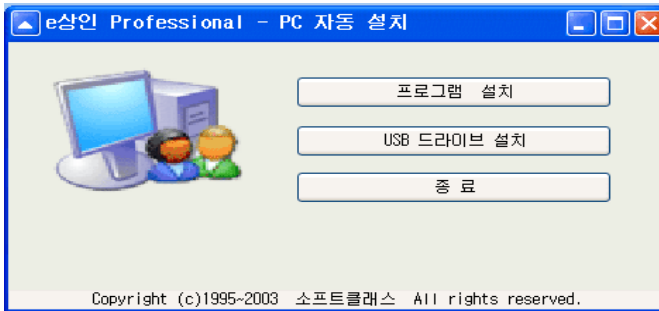 e상인 Professional - PC 자동 설치
프로그램 설치
USB 드라이브 설치
종 료
Copyright (c)1995~2003 소프트클래스 All rights reserved.